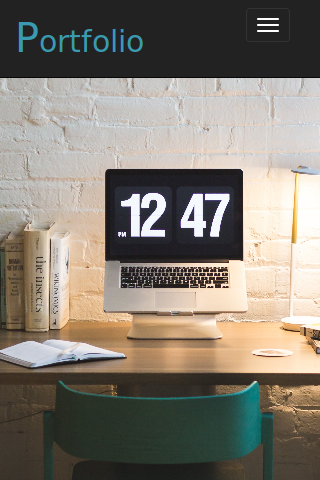 Portfolio
12 47
PM
the insects